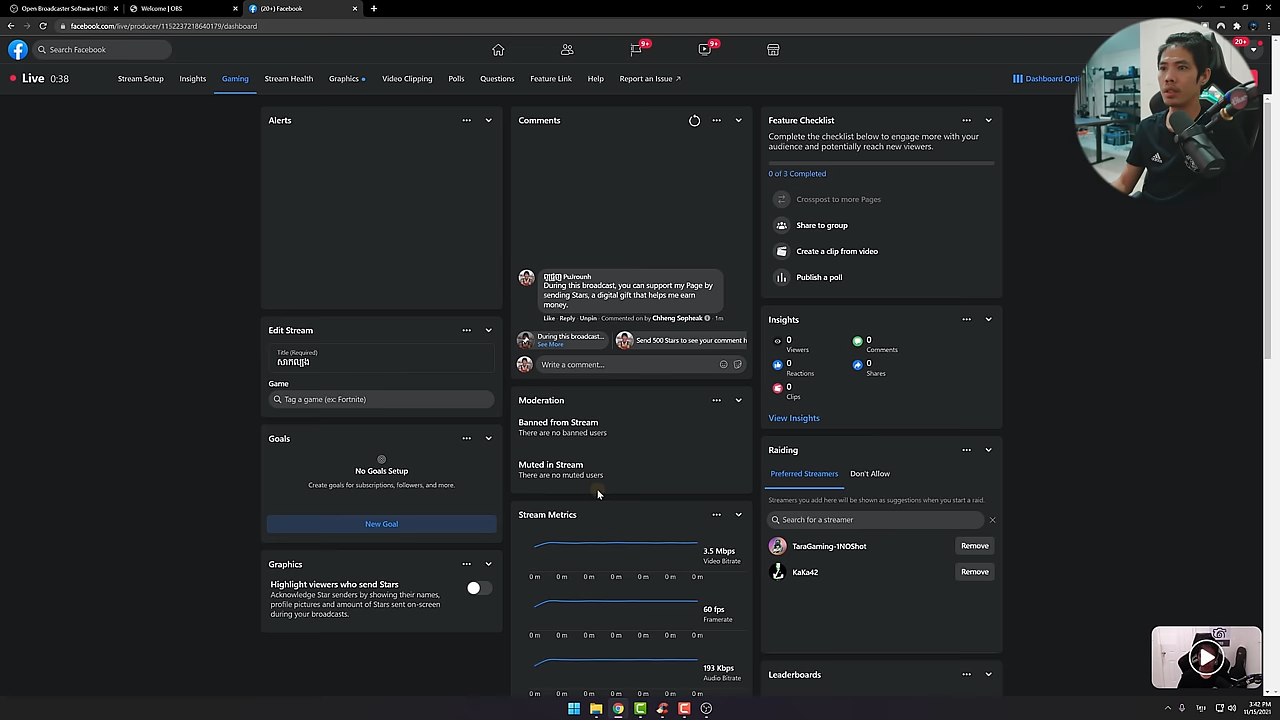 Open Broadcaster Software | OBS
Welcome | OBS
(20+) Facebook
facebook.com/live/producer/1152237218640179/dashboard
Search Facebook
9+
9+
20+
Live 0:38
Stream Setup
Insights
Gaming
Stream Health
Graphics
Video Clipping
Polls
Questions
Feature Link
Help
Report an Issue
Dashboard Opti
Alerts
Edit Stream
Title (Required)
Game
Tag a game (ex: Fortnite)
Goals
No Goals Setup
Create goals for subscriptions, followers, and more.
New Goal
Graphics
Highlight viewers who send Stars
Acknowledge Star senders by showing their names,
profile pictures and amount of Stars sent on-screen
during your broadcasts.
Comments
PuJrounh
During this broadcast, you can support my Page by
sending Stars, a digital gift that helps me earn
money.
Like · Reply · Unpin · Commented on by Chheng Sopheak · 1m
During this broadcast...
See More
Send 500 Stars to see your comment h
Write a comment...
Moderation
Banned from Stream
There are no banned users
Muted in Stream
There are no muted users
Stream Metrics
3.5 Mbps
Video Bitrate
0 m 0 m 0 m 0 m 0 m 0 m 0 m
60 fps
Framerate
0 m 0 m 0 m 0 m 0 m 0 m 0 m
193 Kbps
Audio Bitrate
0 m 0 m 0 m 0 m 0 m 0 m 0 m
Feature Checklist
Complete the checklist below to engage more with your
audience and potentially reach new viewers.
0 of 3 Completed
Crosspost to more Pages
Share to group
Create a clip from video
Publish a poll
Insights
0
Viewers
0
Comments
0
Reactions
0
Shares
0
Clips
View Insights
Raiding
Preferred Streamers
Don't Allow
Streamers you add here will be shown as suggestions when you start a raid.
Search for a streamer
TaraGaming-1NOShot
Remove
KaKa42
Remove
Leaderboards
3:42 PM
11/15/2021